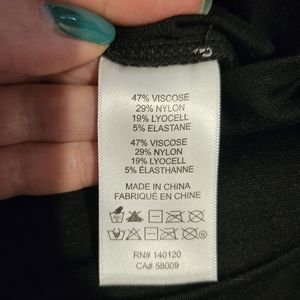 47% VISCOSE
29% NYLON
19% LYOCELL
5% ELASTANE
47% VISCOSE
29% NYLON
19% LYOCELL
5% ÉLASTHANNE
MADE IN CHINA
FABRIQUÉ EN CHINE
RN# 140120
CA# 58009